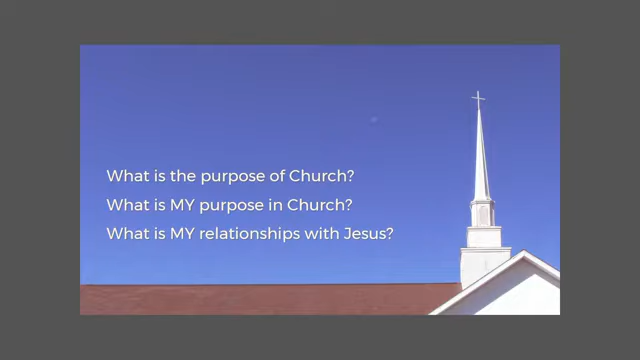 What is the purpose of Church?
What is MY purpose in Church?
What is MY relationships with Jesus?